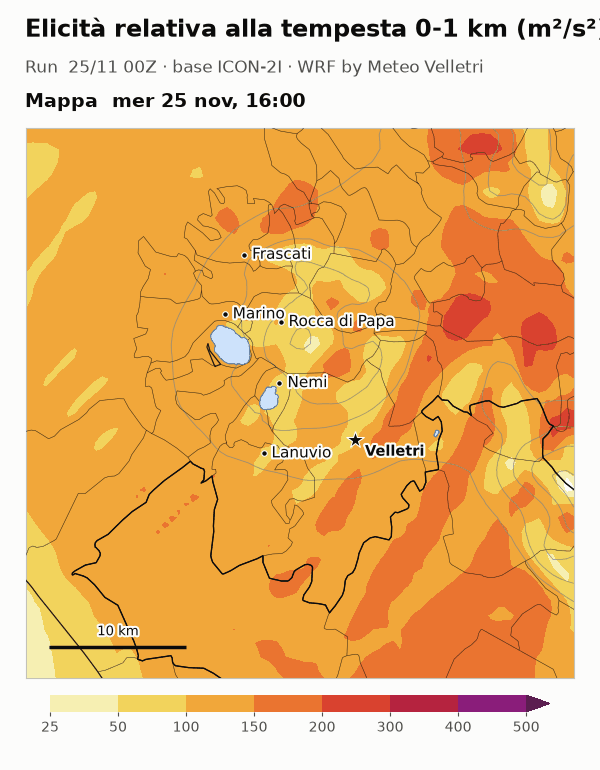 Elicità relativa alla tempesta 0-1 km (m²/s²)
Run 25/11 00Z · base ICON-2I · WRF by Meteo Velletri
Mappa mer 25 nov, 16:00
Frascati
Marino
Rocca di Papa
Nemi
Velletri
Lanuvio
10 km
25 50 100 150 200 300 400 500